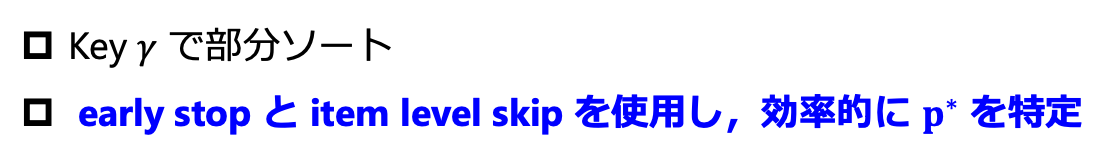 □ Key γ で部分ソート
□ early stop と item level skip を使用し，効率的に p* を特定